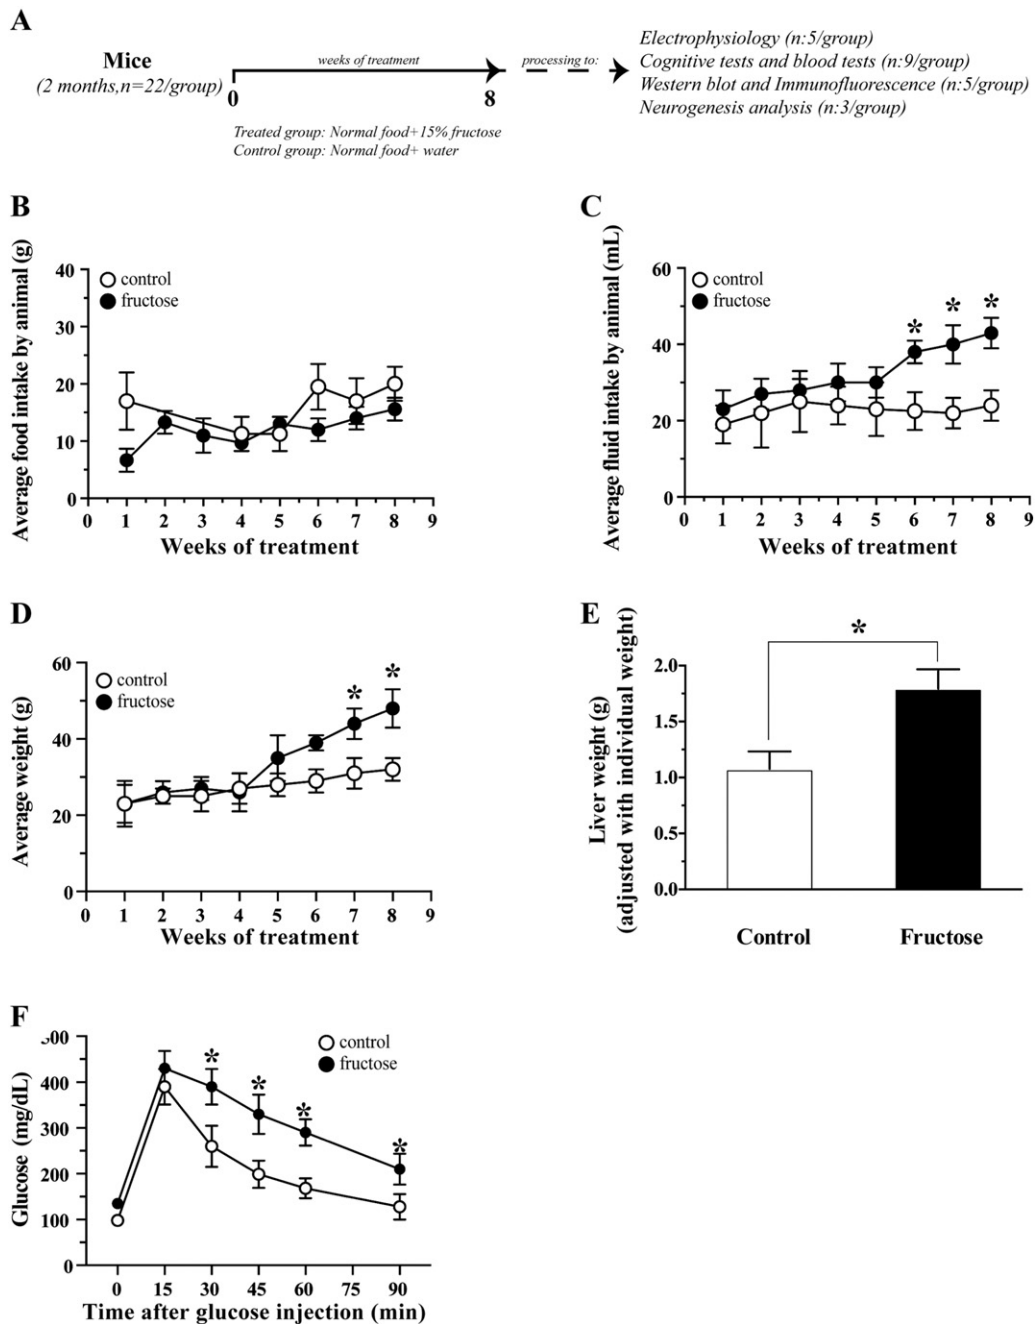 A
Mice
(2 months,n=22/group)
weeks of treatment
processing to:
0
8
Electrophysiology (n:5/group)
Cognitive tests and blood tests (n:9/group)
Western blot and Immunofluorescence (n:5/group)
Neurogenesis analysis (n:3/group)
Treated group: Normal food+15% fructose
Control group: Normal food+ water
B
Average food intake by animal (g)
40
30
20
10
0
control
fructose
0 1 2 3 4 5 6 7 8 9
Weeks of treatment
C
Average fluid intake by animal (mL)
60
40
20
0
control
fructose
* * *
0 1 2 3 4 5 6 7 8 9
Weeks of treatment
D
Average weight (g)
60
40
20
0
control
fructose
* *
0 1 2 3 4 5 6 7 8 9
Weeks of treatment
E
Liver weight (g)
(adjusted with individual weight)
2.0
1.5
1.0
0.5
0.0
*
Control Fructose
F
Glucose (mg/dL)
00
400
300
200
100
0
control
fructose
* * * *
0 15 30 45 60 75 90
Time after glucose injection (min)